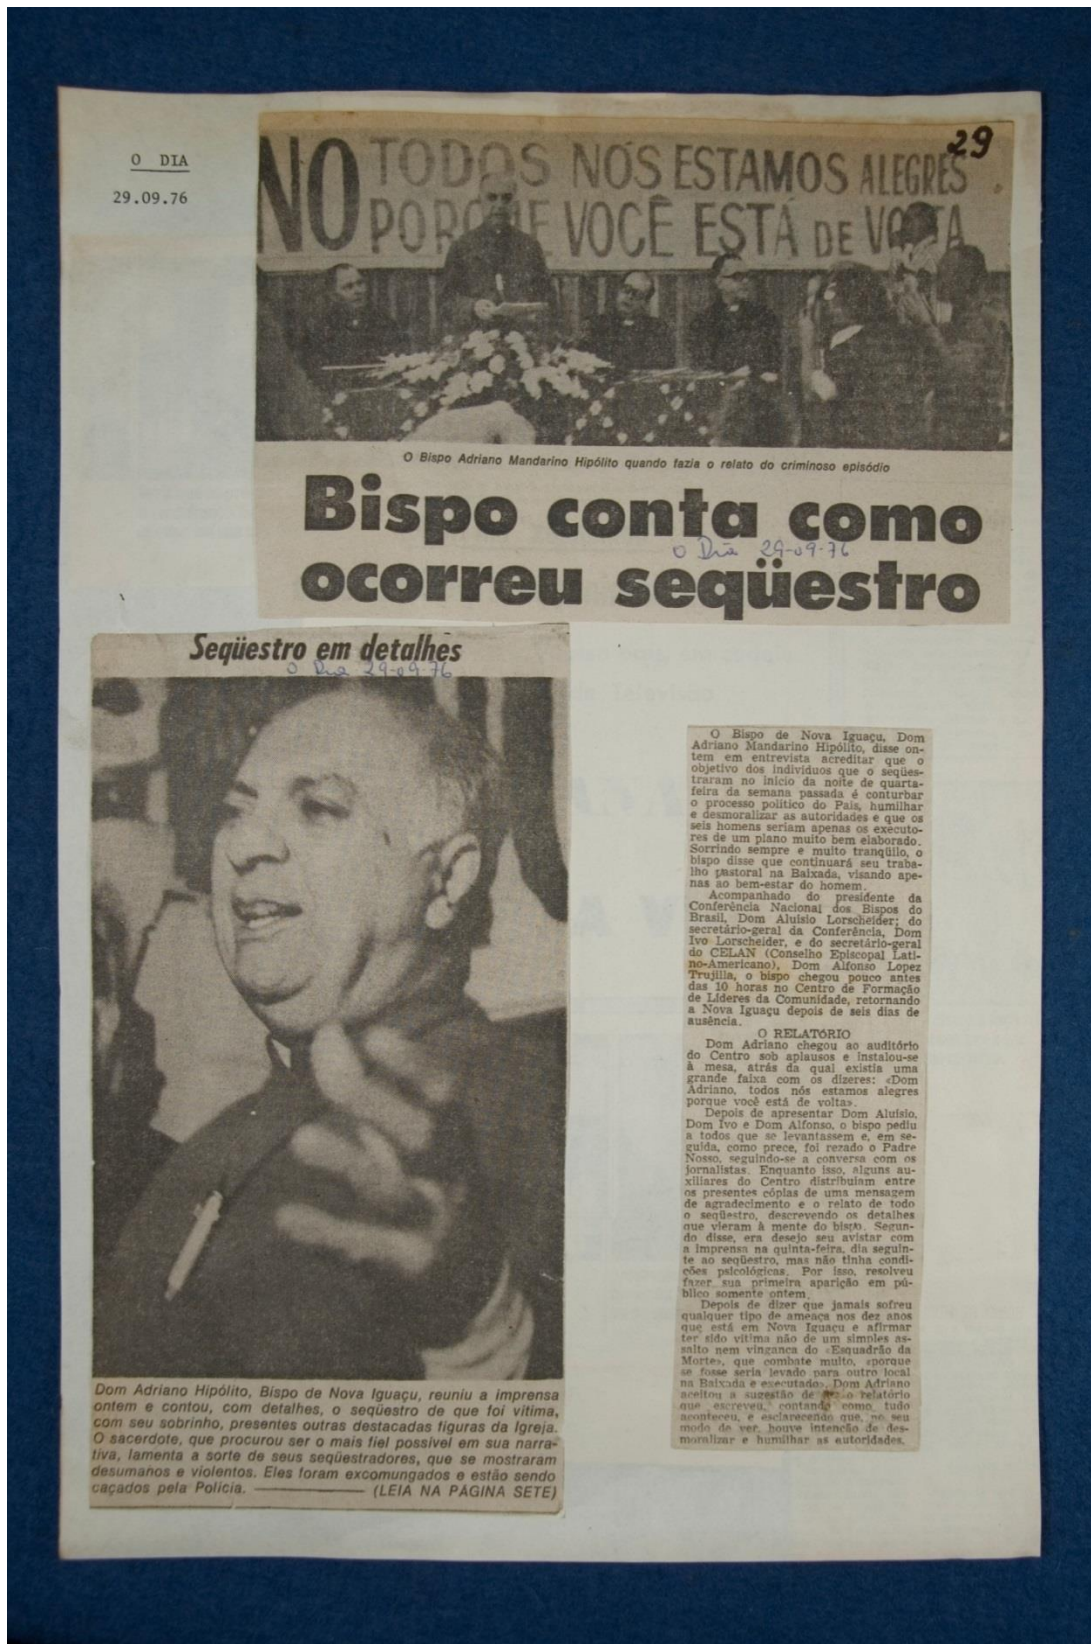 O DIA
29.09.76
29
NO TODOS NÓS ESTAMOS ALEGRES
PORQUE VOCÊ ESTÁ DE VOLTA
O Bispo Adriano Mandarino Hipólito quando fazia o relato do criminoso episódio
Bispo conta como
O Dia 29-09-76
ocorreu seqüestro
Seqüestro em detalhes
O Dia 29-09-76
Dom Adriano Hipólito, Bispo de Nova Iguaçu, reuniu a imprensa
ontem e contou, com detalhes, o seqüestro de que foi vítima,
com seu sobrinho, presentes outras destacadas figuras da Igreja.
O sacerdote, que procurou ser o mais fiel possível em sua narra-
tiva, lamenta a sorte de seus seqüestradores, que se mostraram
desumanos e violentos. Eles foram excomungados e estão sendo
caçados pela Polícia. (LEIA NA PÁGINA SETE)
O Bispo de Nova Iguaçu, Dom
Adriano Mandarino Hipólito, disse on-
tem em entrevista acreditar que o
objetivo dos indivíduos que o seqües-
traram no início da noite de quarta-
feira da semana passada é conturbar
o processo político do País, humilhar
e desmoralizar as autoridades e que os
seis homens seriam apenas os executo-
res de um plano muito bem elaborado.
Sorrindo sempre e muito tranqüilo, o
bispo disse que continuará seu traba-
lho pastoral na Baixada, visando ape-
nas ao bem-estar do homem.
Acompanhado do presidente da
Conferência Nacional dos Bispos do
Brasil, Dom Aluísio Lorscheider; do
secretário-geral da Conferência, Dom
Ivo Lorscheider, e do secretário-geral
do CELAN (Conselho Episcopal Lati-
no-Americano), Dom Alfonso Lopez
Trujilla, o bispo chegou pouco antes
das 10 horas no Centro de Formação
de Líderes da Comunidade, retornando
a Nova Iguaçu depois de seis dias de
ausência.
O RELATÓRIO
Dom Adriano chegou ao auditório
do Centro sob aplausos e instalou-se
à mesa, atrás da qual existia uma
grande faixa com os dizeres: «Dom
Adriano, todos nós estamos alegres
porque você está de volta».
Depois de apresentar Dom Aluísio,
Dom Ivo e Dom Alfonso, o bispo pediu
a todos que se levantassem e, em se-
guida, como prece, foi rezado o Padre
Nosso, seguindo-se a conversa com os
jornalistas. Enquanto isso, alguns au-
xiliares do Centro distribuíam entre
os presentes cópias de uma mensagem
de agradecimento e o relato de todo
o seqüestro, descrevendo os detalhes
que vieram à mente do bispo. Segun-
do disse, era desejo seu avistar com
a imprensa na quinta-feira, dia seguin-
te ao seqüestro, mas não tinha condi-
ções psicológicas. Por isso, resolveu
fazer sua primeira aparição em pú-
blico somente ontem.
Depois de dizer que jamais sofreu
qualquer tipo de ameaça nos dez anos
que está em Nova Iguaçu e afirmar
ter sido vítima não de um simples as-
salto nem vingança do «Esquadrão da
Morte», que combate muito, «porque
se fosse seria levado para outro local
na Baixada e executado», Dom Adriano
aceitou a sugestão de o relatório
que escreveu, contando como tudo
aconteceu, e esclarecendo que, no seu
modo de ver, houve intenção de des-
moralizar e humilhar as autoridades.